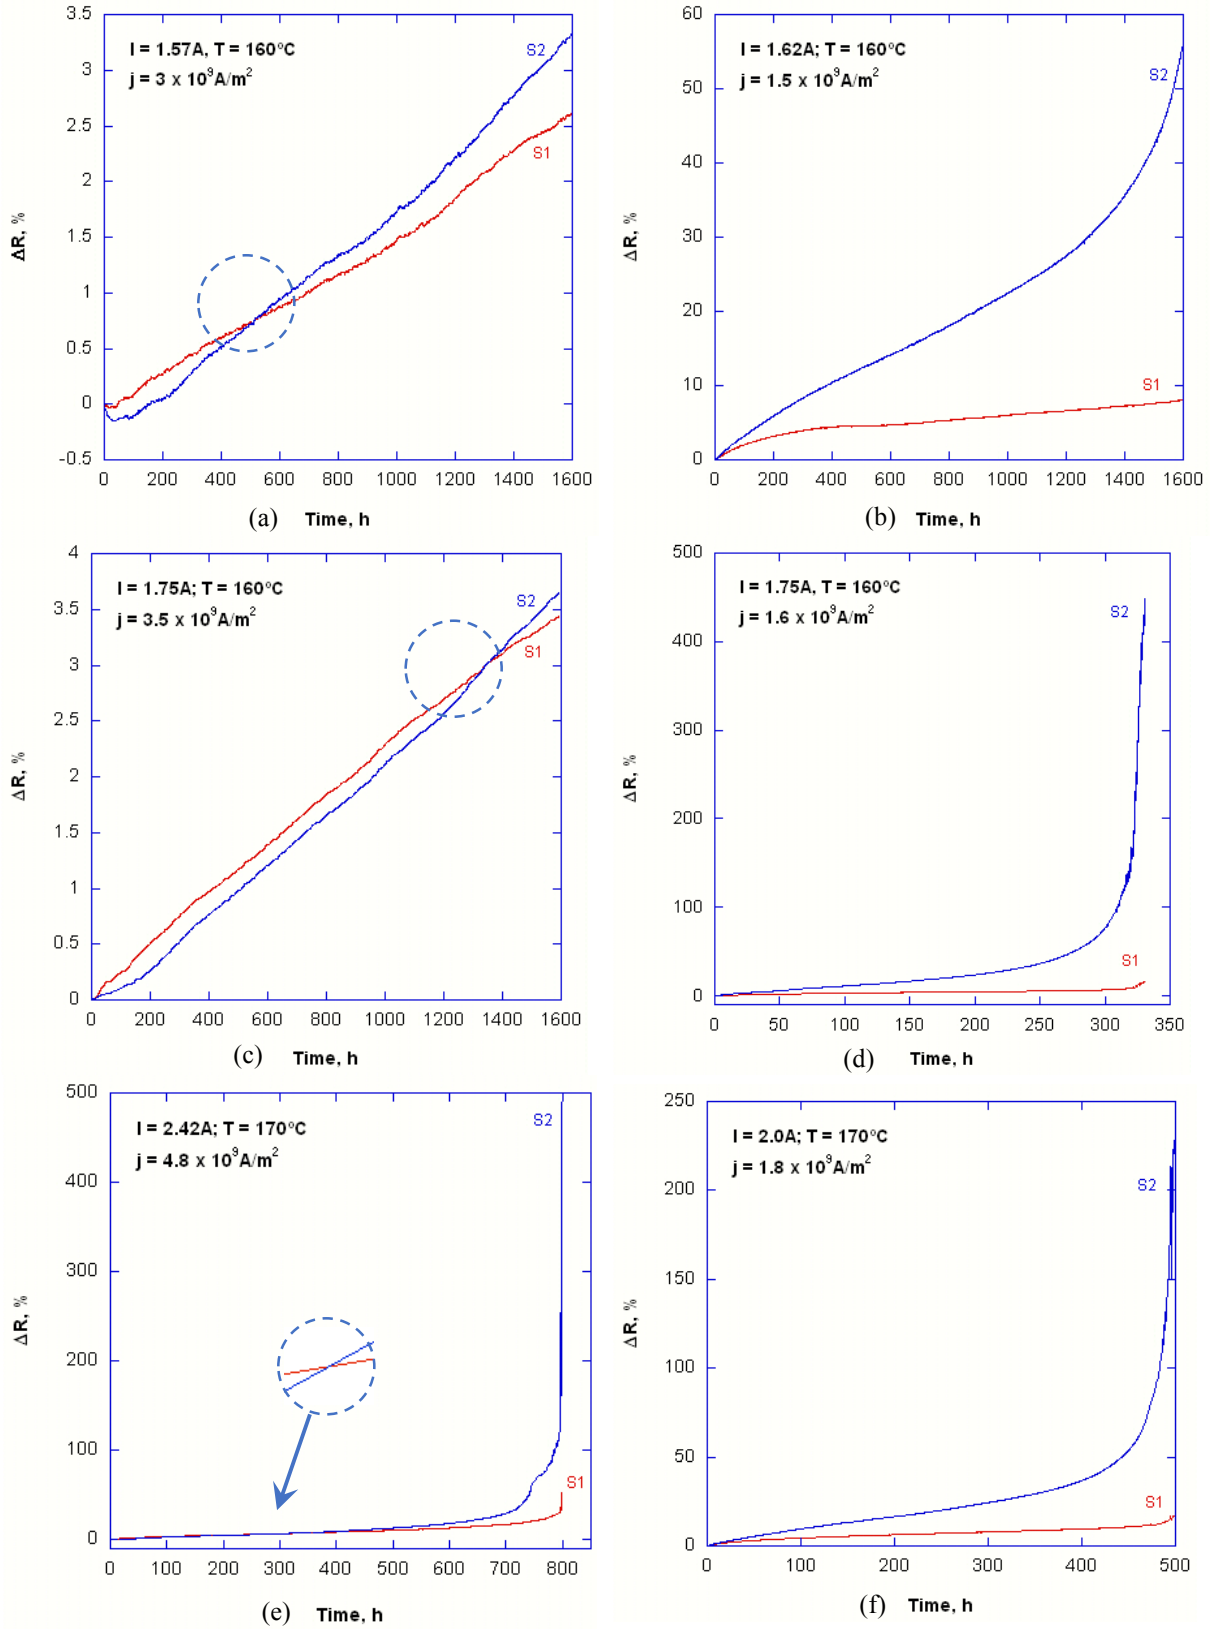 3.5
3
2.5
2
1.5
1
0.5
0
-0.5
ΔR, %
I = 1.57A, T = 160°C
j = 3 x 10⁹A/m²
S2
S1
0 200 400 600 800 1000 1200 1400 1600
(a) Time, h
60
50
40
30
20
10
0
ΔR, %
I = 1.62A; T = 160°C
j = 1.5 x 10⁹A/m²
S2
S1
0 200 400 600 800 1000 1200 1400 1600
(b) Time, h
4
3.5
3
2.5
2
1.5
1
0.5
0
ΔR, %
I = 1.75A; T = 160°C
j = 3.5 x 10⁹A/m²
S2
S1
0 200 400 600 800 1000 1200 1400 1600
(c) Time, h
500
400
300
200
100
0
ΔR, %
I = 1.75A, T = 160°C
j = 1.6 x 10⁹A/m²
S2
S1
0 50 100 150 200 250 300 350
(d) Time, h
500
400
300
200
100
0
ΔR, %
I = 2.42A; T = 170°C
j = 4.8 x 10⁹A/m²
S2
S1
0 100 200 300 400 500 600 700 800
(e) Time, h
250
200
150
100
50
0
ΔR, %
I = 2.0A; T = 170°C
j = 1.8 x 10⁹A/m²
S2
S1
0 100 200 300 400 500
(f) Time, h